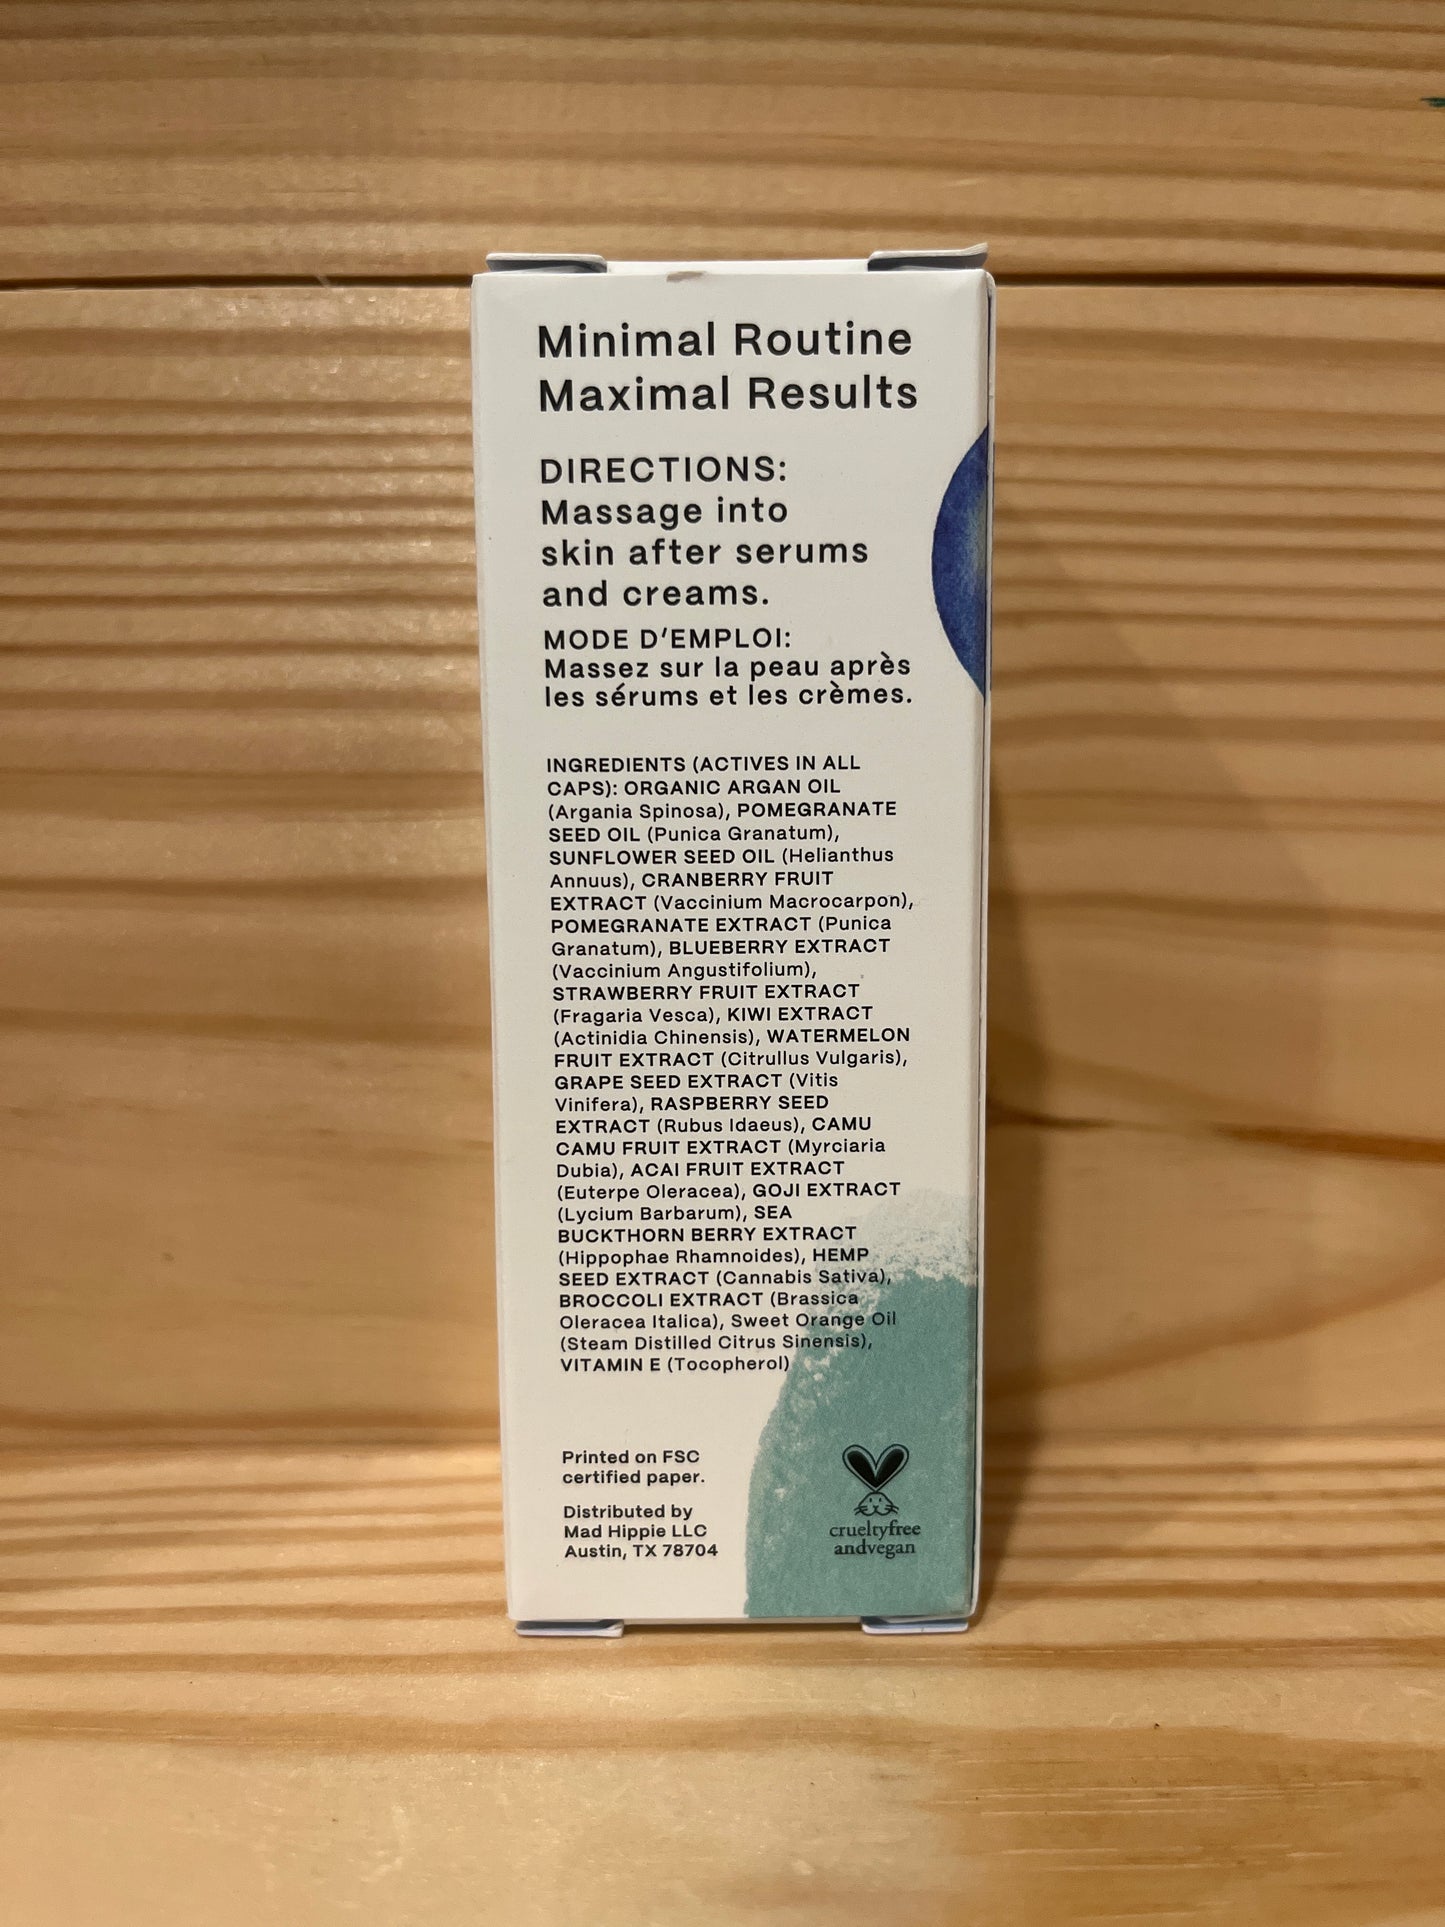 Minimal Routine
Maximal Results
DIRECTIONS:
Massage into
skin after serums
and creams.
MODE D'EMPLOI:
Massez sur la peau après
les sérums et les crèmes.
INGREDIENTS (ACTIVES IN ALL
CAPS): ORGANIC ARGAN OIL
(Argania Spinosa), POMEGRANATE
SEED OIL (Punica Granatum),
SUNFLOWER SEED OIL (Helianthus
Annuus), CRANBERRY FRUIT
EXTRACT (Vaccinium Macrocarpon),
POMEGRANATE EXTRACT (Punica
Granatum), BLUEBERRY EXTRACT
(Vaccinium Angustifolium),
STRAWBERRY FRUIT EXTRACT
(Fragaria Vesca), KIWI EXTRACT
(Actinidia Chinensis), WATERMELON
FRUIT EXTRACT (Citrullus Vulgaris),
GRAPE SEED EXTRACT (Vitis
Vinifera), RASPBERRY SEED
EXTRACT (Rubus Idaeus), CAMU
CAMU FRUIT EXTRACT (Myrciaria
Dubia), ACAI FRUIT EXTRACT
(Euterpe Oleracea), GOJI EXTRACT
(Lycium Barbarum), SEA
BUCKTHORN BERRY EXTRACT
(Hippophae Rhamnoides), HEMP
SEED EXTRACT (Cannabis Sativa),
BROCCOLI EXTRACT (Brassica
Oleracea Italica), Sweet Orange Oil
(Steam Distilled Citrus Sinensis),
VITAMIN E (Tocopherol)
Printed on FSC
certified paper.
Distributed by
Mad Hippie LLC
Austin, TX 78704
crueltyfree
andvegan